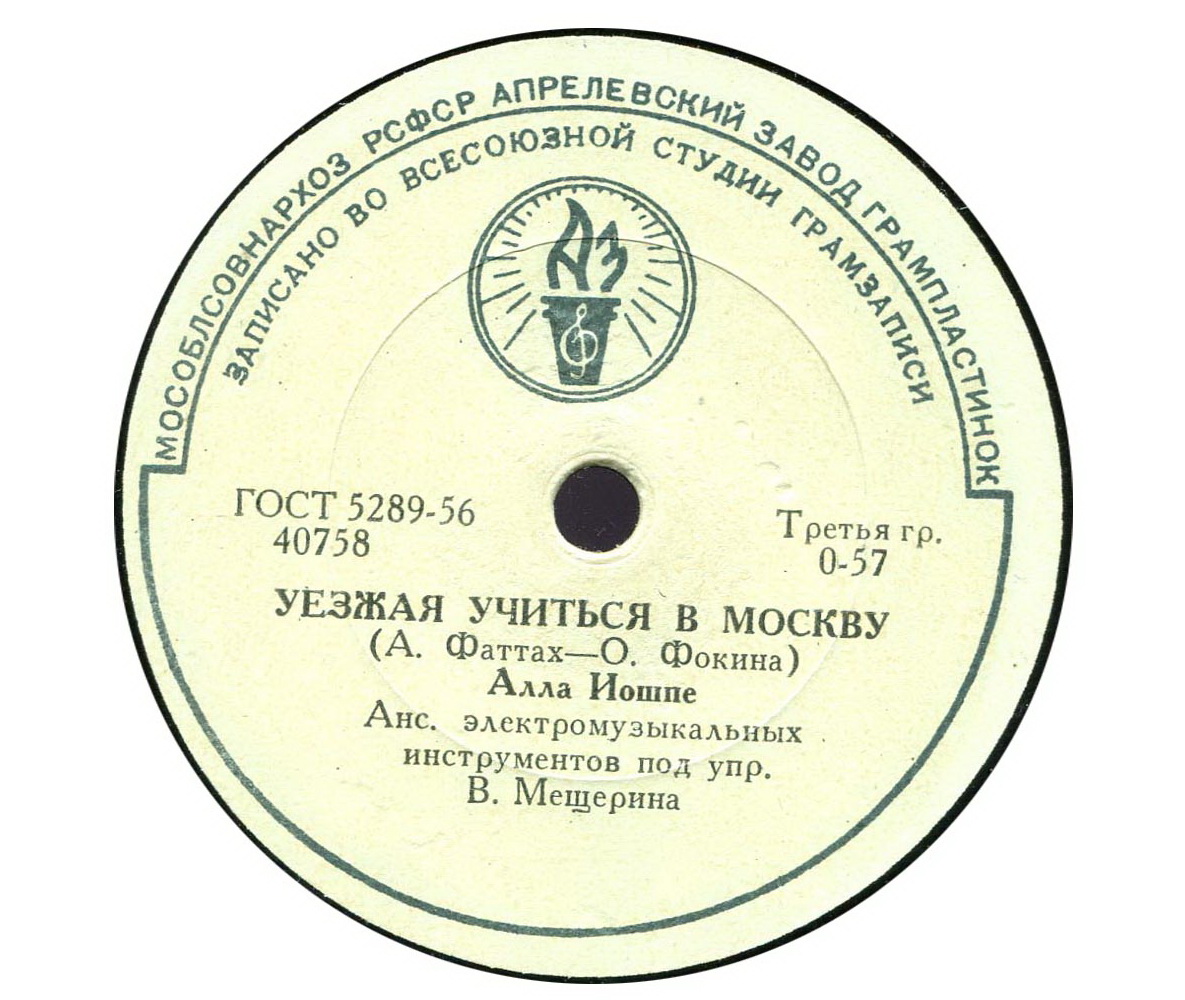 МОСОБЛСОВНАРХОЗ РСФСР АПРЕЛЕВСКИЙ ЗАВОД ГРАМПЛАСТИНОК
ЗАПИСАНО ВО ВСЕСОЮЗНОЙ СТУДИИ ГРАМЗАПИСИ
АЗ
ГОСТ 5289-56
40758
Третья гр.
0-57
УЕЗЖАЯ УЧИТЬСЯ В МОСКВУ
(А. Фаттах—О. Фокина)
Алла Иошпе
Анс. электромузыкальных
инструментов под упр.
В. Мещерина